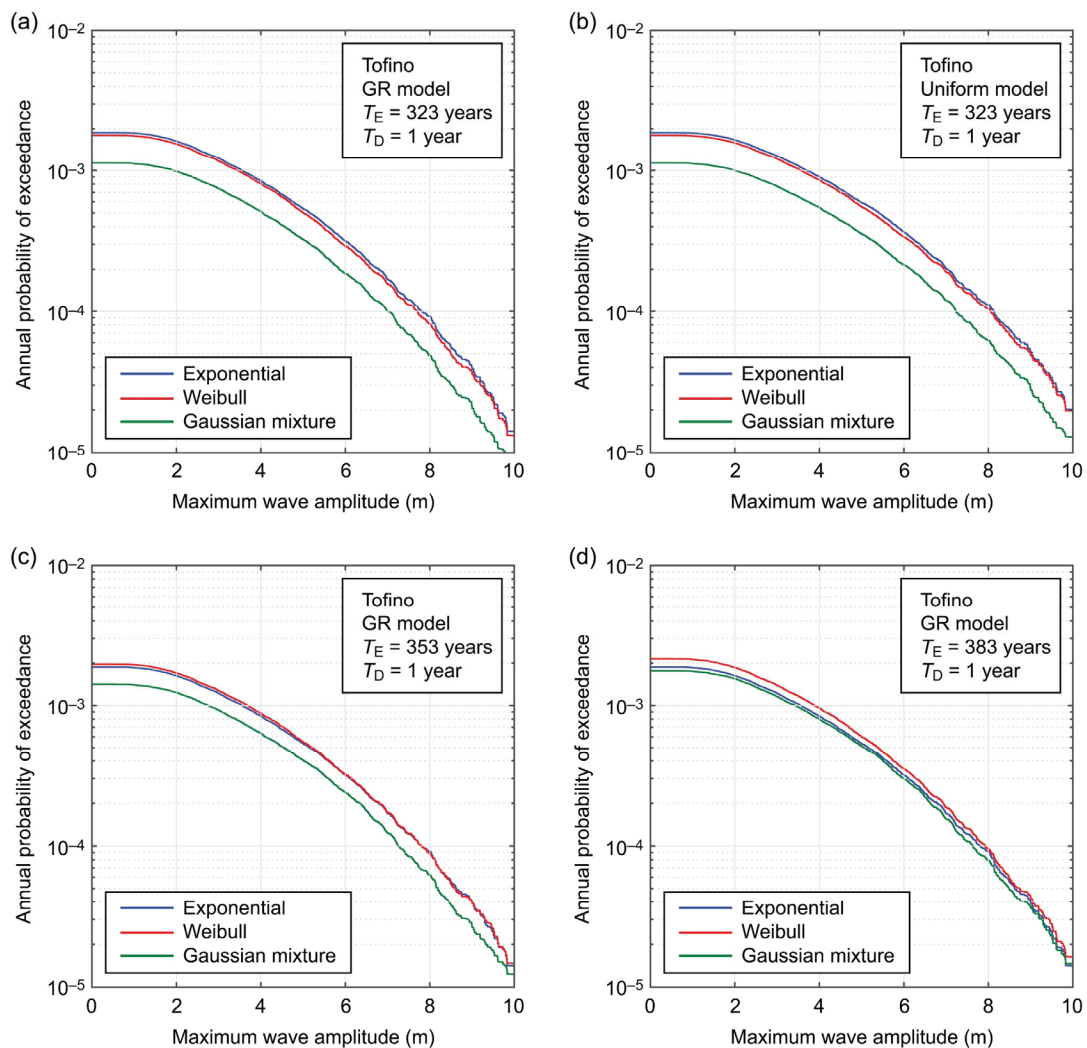 (a)
10⁻²
10⁻³
10⁻⁴
10⁻⁵
Annual probability of exceedance
Tofino
GR model
T_E = 323 years
T_D = 1 year
Exponential
Weibull
Gaussian mixture
0 2 4 6 8 10
Maximum wave amplitude (m)
(b)
10⁻²
10⁻³
10⁻⁴
10⁻⁵
Annual probability of exceedance
Tofino
Uniform model
T_E = 323 years
T_D = 1 year
Exponential
Weibull
Gaussian mixture
0 2 4 6 8 10
Maximum wave amplitude (m)
(c)
10⁻²
10⁻³
10⁻⁴
10⁻⁵
Annual probability of exceedance
Tofino
GR model
T_E = 353 years
T_D = 1 year
Exponential
Weibull
Gaussian mixture
0 2 4 6 8 10
Maximum wave amplitude (m)
(d)
10⁻²
10⁻³
10⁻⁴
10⁻⁵
Annual probability of exceedance
Tofino
GR model
T_E = 383 years
T_D = 1 year
Exponential
Weibull
Gaussian mixture
0 2 4 6 8 10
Maximum wave amplitude (m)